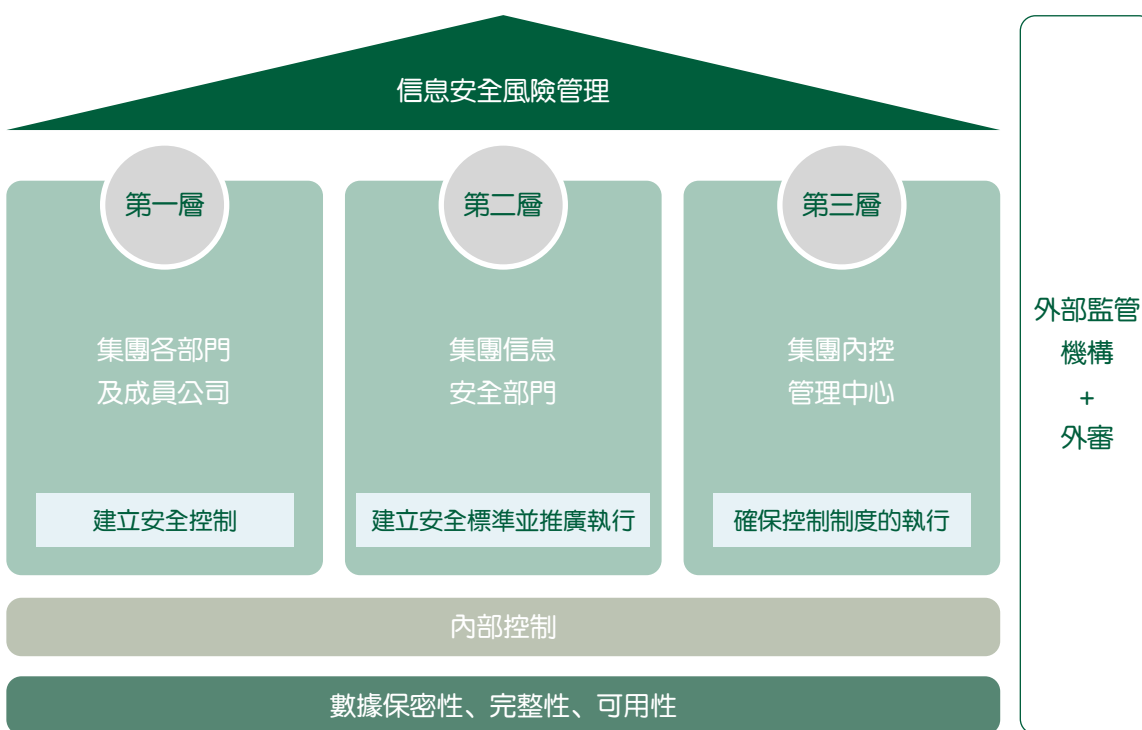 信息安全風險管理
第一層
集團各部門
及成員公司
建立安全控制
第二層
集團信息
安全部門
建立安全標準並推廣執行
第三層
集團內控
管理中心
確保控制制度的執行
內部控制
數據保密性、完整性、可用性
外部監管
機構
+
外審